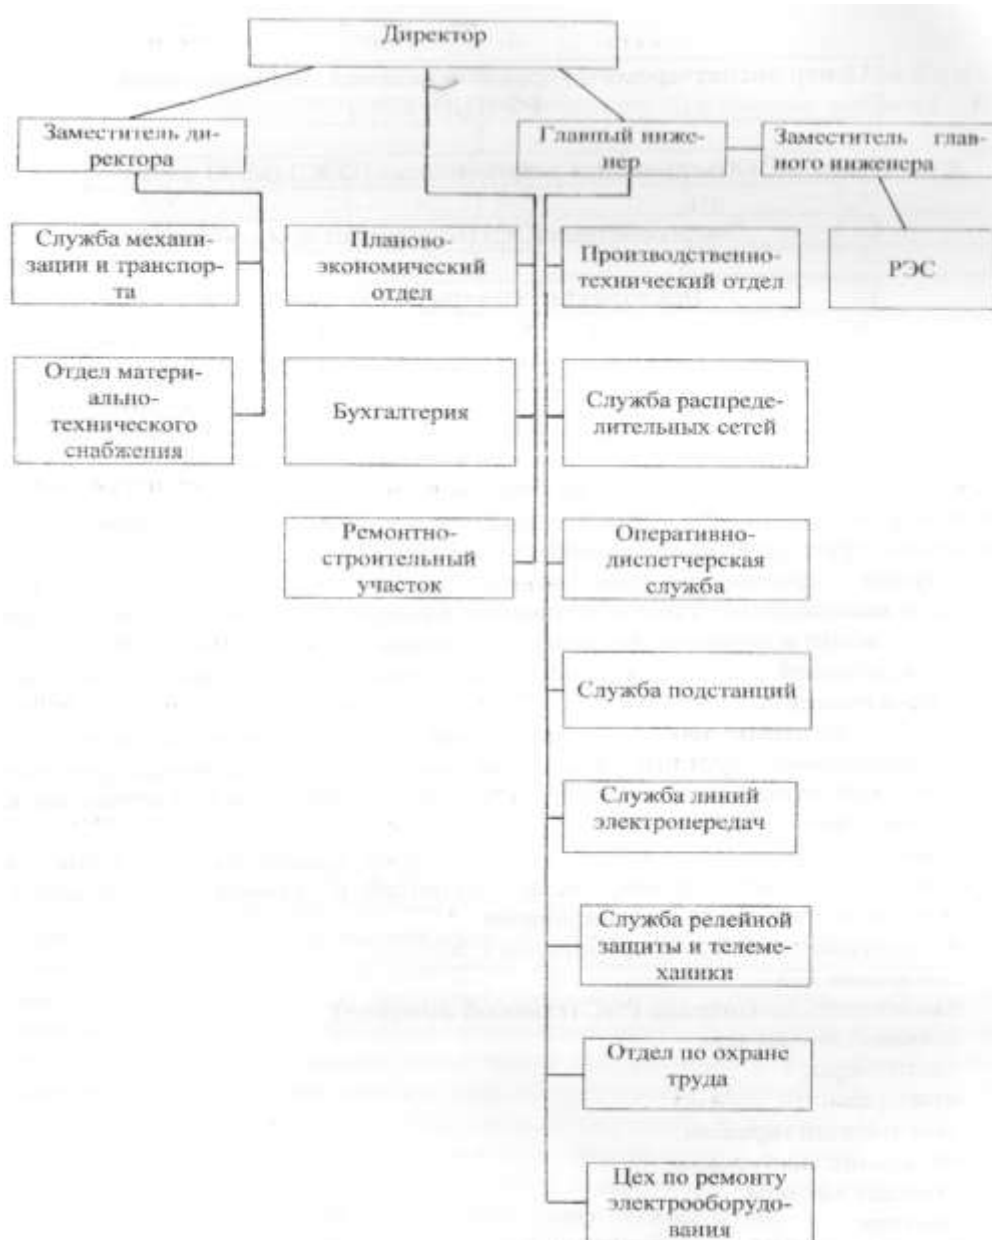 Директор
Заместитель ди-
ректора
Главный инже-
нер
Заместитель глав-
ного инженера
Служба механи-
зации и транспор-
та
Планово-
экономический
отдел
Производственно-
технический отдел
РЭС
Отдел матери-
ально-
технического
снабжения
Бухгалтерия
Служба распреде-
лительных сетей
Ремонтно-
строительный
участок
Оперативно-
диспетчерская
служба
Служба подстанций
Служба линий
электропередач
Служба релейной
защиты и телеме-
ханики
Отдел по охране
труда
Цех по ремонту
электрооборудо-
вания